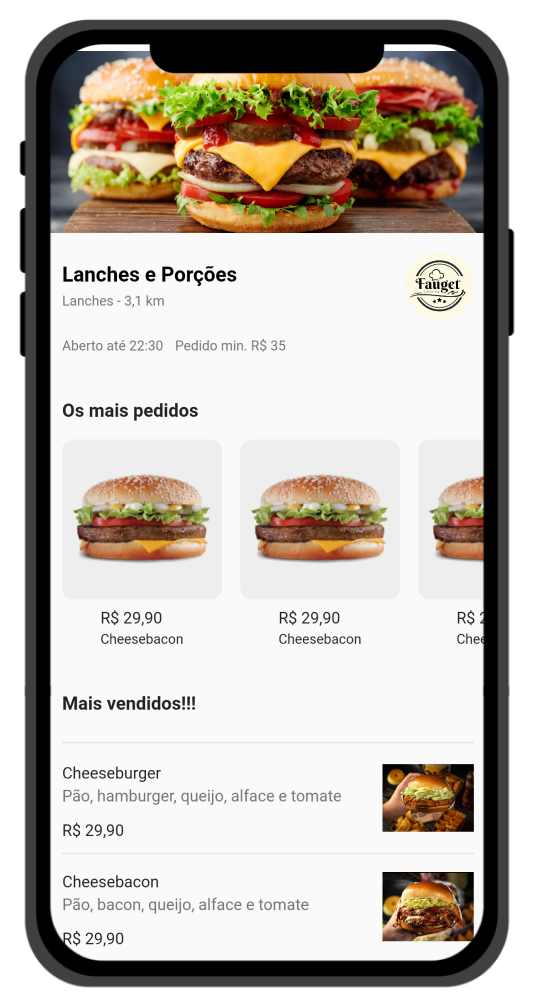 Lanches e Porções
Fauget
Lanches - 3,1 km
Aberto até 22:30 Pedido min. R$ 35
Os mais pedidos
R$ 29,90 R$ 29,90 R$ 2
Cheesebacon Cheesebacon Chee
Mais vendidos!!!
Cheeseburger
Pão, hamburger, queijo, alface e tomate
R$ 29,90
Cheesebacon
Pão, bacon, queijo, alface e tomate
R$ 29,90